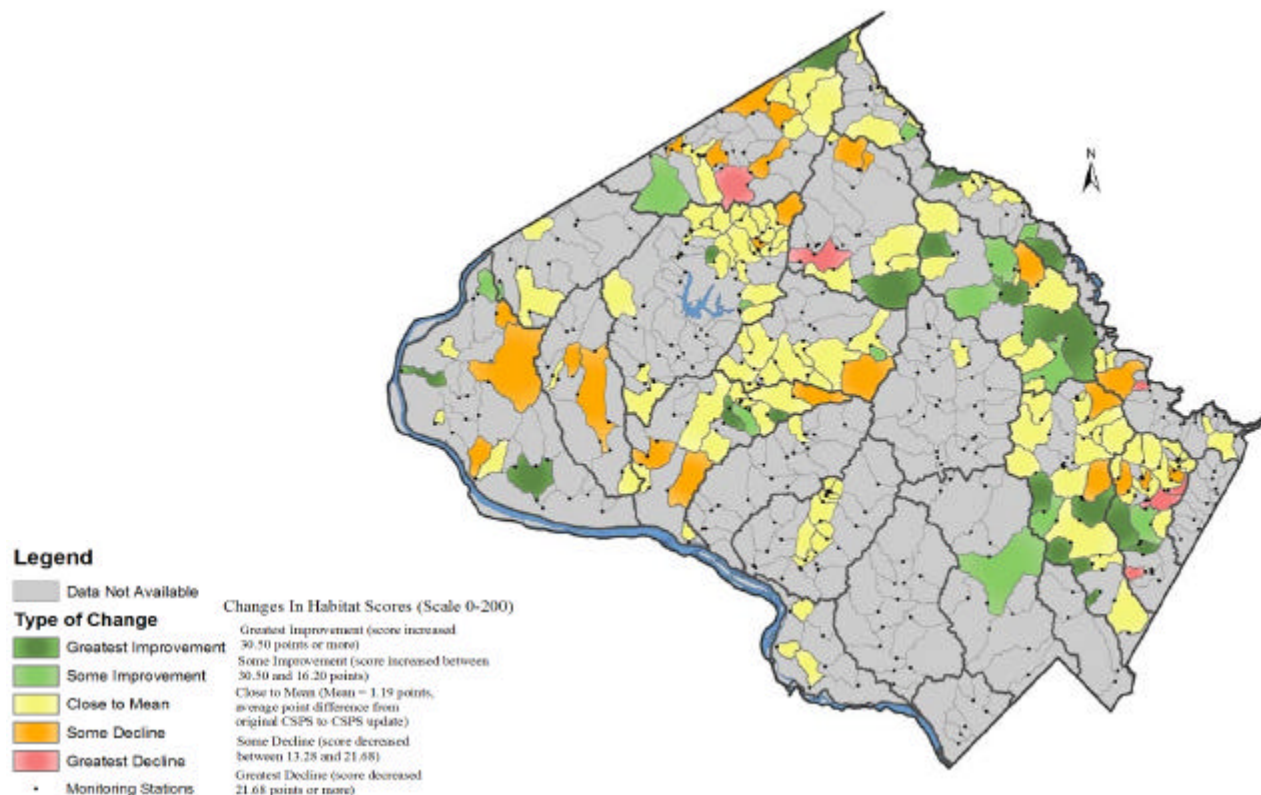 N
Legend
Data Not Available
Type of Change
Changes In Habitat Scores (Scale 0-200)
Greatest Improvement
Greatest Improvement (score increased
30.50 points or more)
Some Improvement
Some Improvement (score increased between
30.50 and 16.20 points)
Close to Mean
Close to Mean (Mean = 1.19 points,
average point difference from
original CSPS to CSPS update)
Some Decline
Some Decline (score decreased
between 13.28 and 21.68)
Greatest Decline
Greatest Decline (score decreased
21.68 points or more)
Monitoring Stations